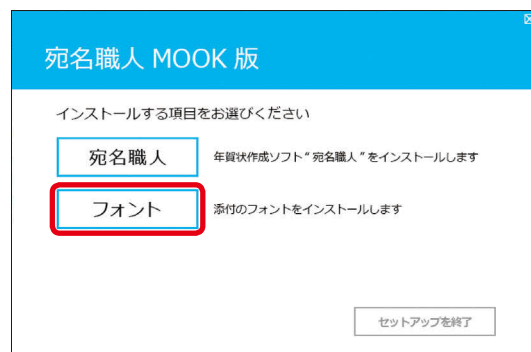 宛名職人 MOOK 版
インストールする項目をお選びください
宛名職人
年賀状作成ソフト“宛名職人”をインストールします
フォント
添付のフォントをインストールします
セットアップを終了